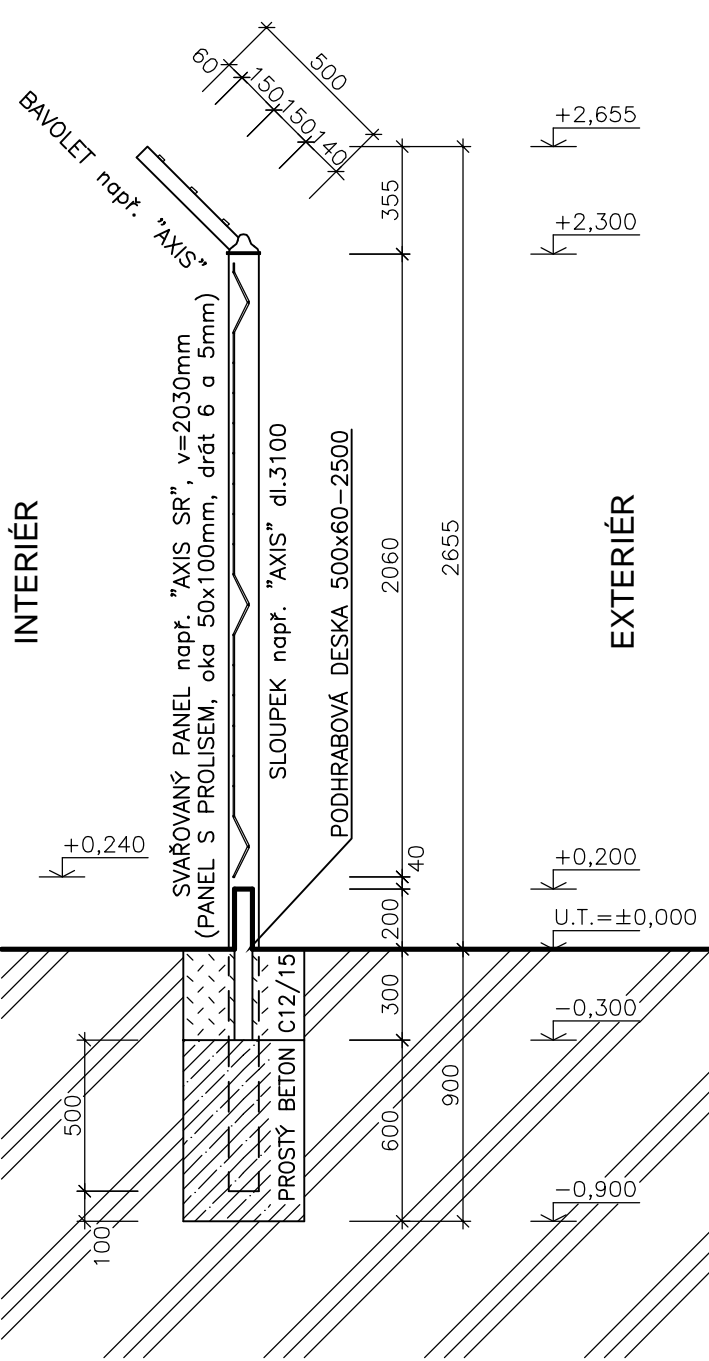 500
60
150
150
140
BAVOLET např. "AXIS"
+2,655
355
+2,300
SVAŘOVANÝ PANEL např. "AXIS SR", v=2030mm
(PANEL S PROLISEM, oka 50x100mm, drát 6 a 5mm)
SLOUPEK např. "AXIS" dl.3100
PODHRABOVÁ DESKA 500x60-2500
2060
2655
INTERIÉR
EXTERIÉR
+0,240
40
+0,200
200
U.T.=±0,000
300
-0,300
PROSTÝ BETON C12/15
500
600
900
100
-0,900